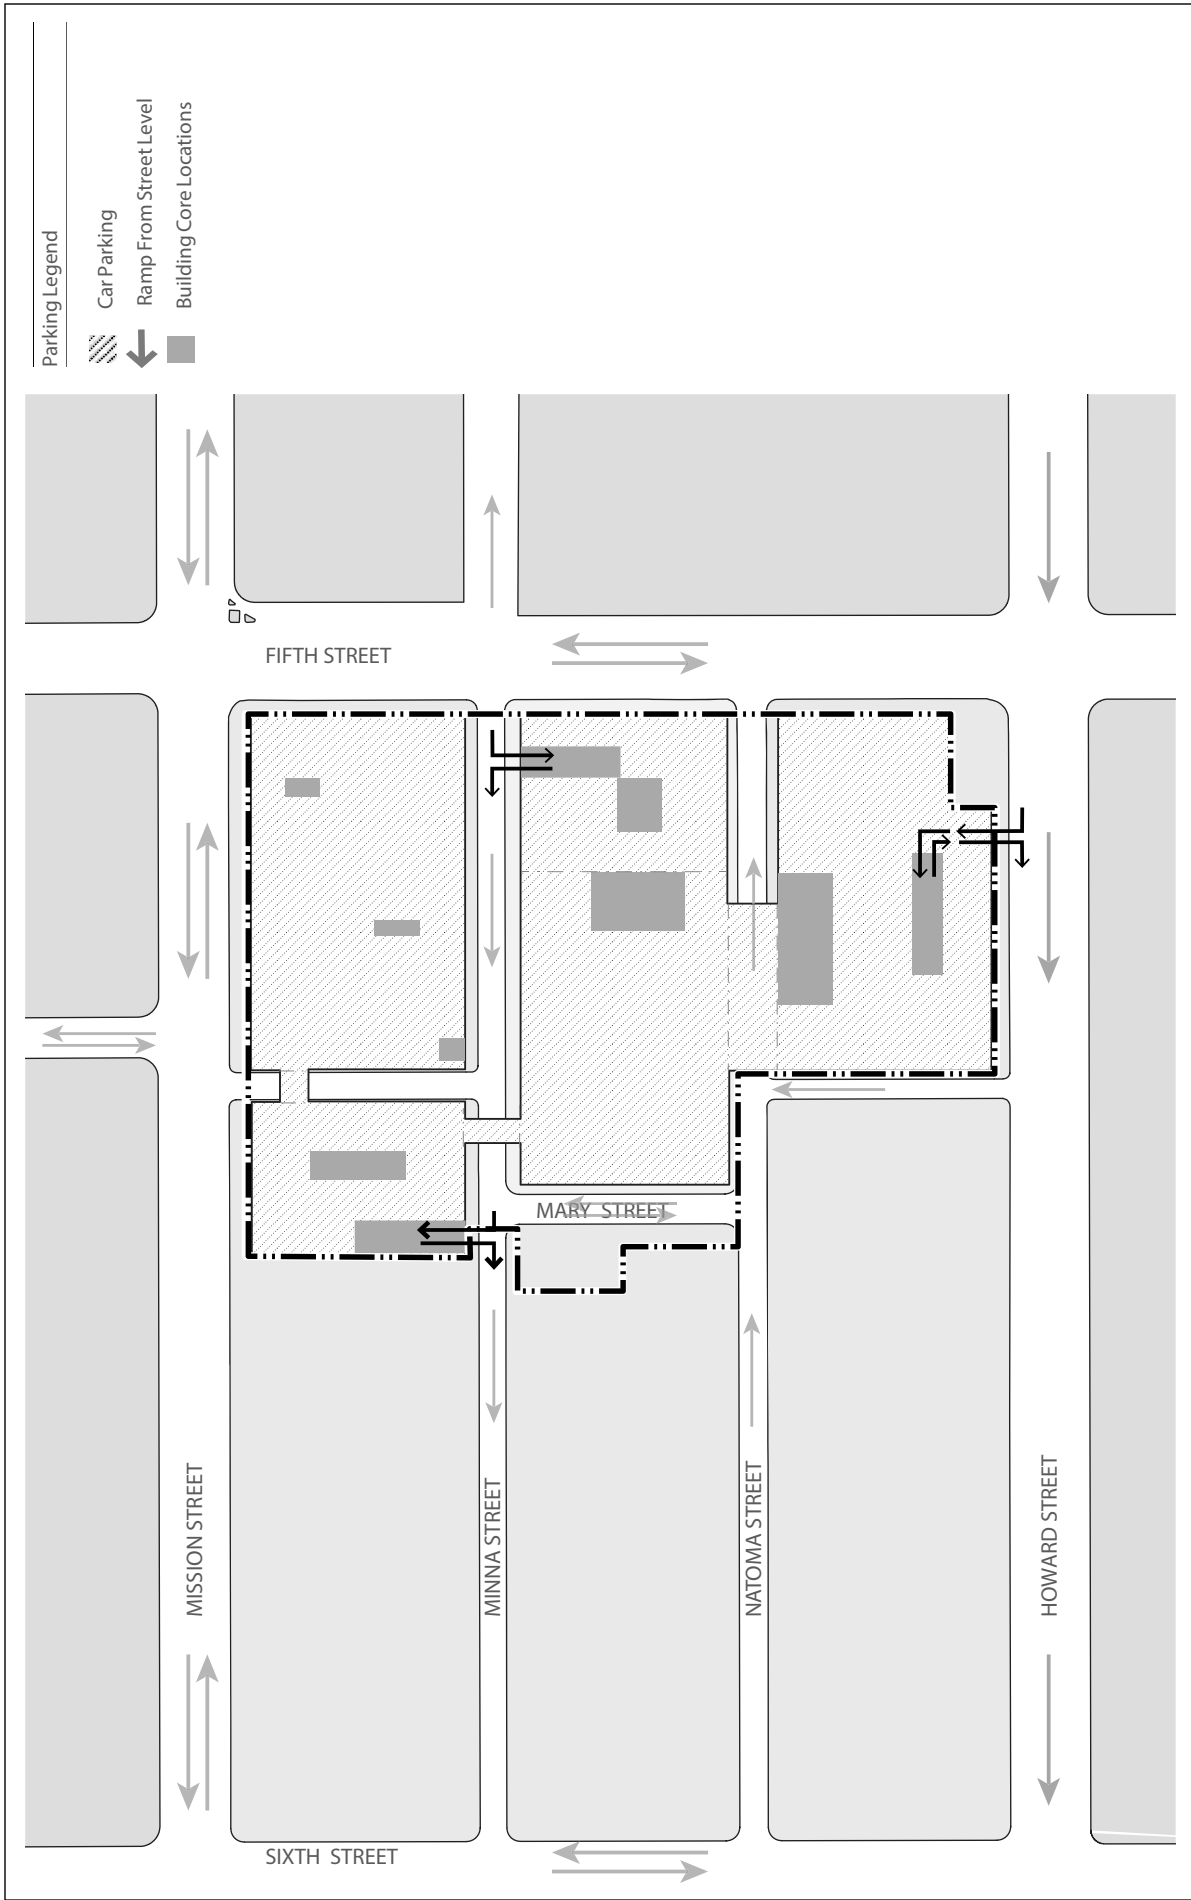 Parking Legend
Car Parking
Ramp From Street Level
Building Core Locations
FIFTH STREET
MARY STREET
MISSION STREET
MINNA STREET
NATOMA STREET
HOWARD STREET
SIXTH STREET